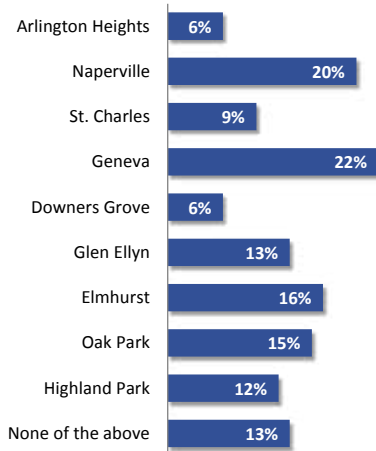 Arlington Heights 6%
Naperville 20%
St. Charles 9%
Geneva 22%
Downers Grove 6%
Glen Ellyn 13%
Elmhurst 16%
Oak Park 15%
Highland Park 12%
None of the above 13%